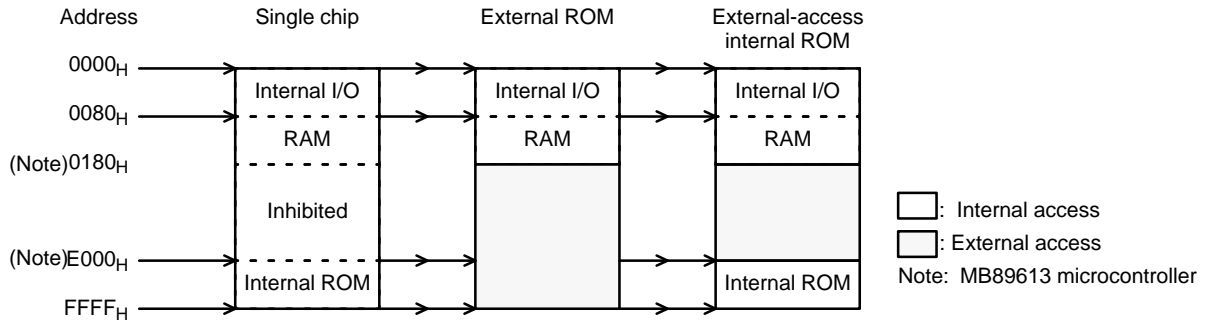 Address Single chip External ROM External-access
internal ROM
0000H
Internal I/O Internal I/O Internal I/O
0080H
RAM RAM RAM
(Note)0180H
Inhibited
: Internal access
: External access
(Note)E000H
Note: MB89613 microcontroller
Internal ROM Internal ROM
FFFFH